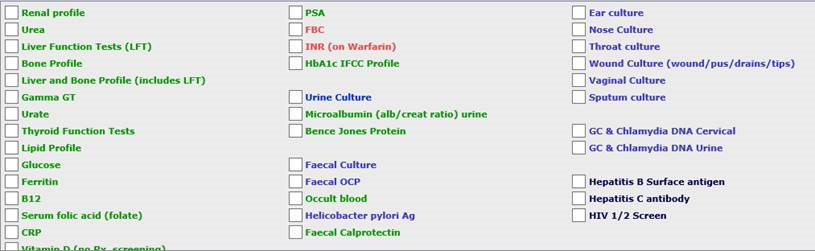 Renal profile
Urea
Liver Function Tests (LFT)
Bone Profile
Liver and Bone Profile (includes LFT)
Gamma GT
Urate
Thyroid Function Tests
Lipid Profile
Glucose
Ferritin
B12
Serum folic acid (folate)
CRP
Vitamin D (no Rx, screening)
PSA
FBC
INR (on Warfarin)
HbA1c IFCC Profile
Urine Culture
Microalbumin (alb/creat ratio) urine
Bence Jones Protein
Faecal Culture
Faecal OCP
Occult blood
Helicobacter pylori Ag
Faecal Calprotectin
Ear culture
Nose Culture
Throat culture
Wound Culture (wound/pus/drains/tips)
Vaginal Culture
Sputum culture
GC & Chlamydia DNA Cervical
GC & Chlamydia DNA Urine
Hepatitis B Surface antigen
Hepatitis C antibody
HIV 1/2 Screen